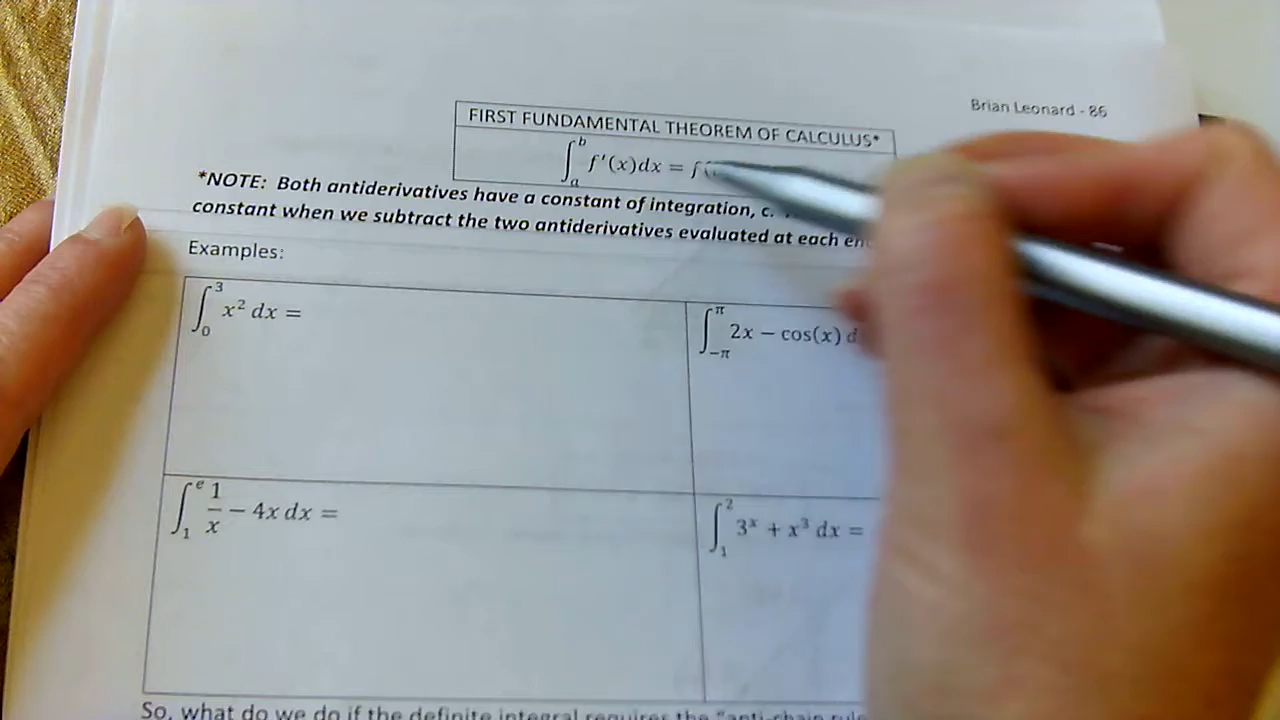 Brian Leonard - 86
FIRST FUNDAMENTAL THEOREM OF CALCULUS*
∫_a^b f'(x)dx = f(
*NOTE: Both antiderivatives have a constant of integration, c.
constant when we subtract the two antiderivatives evaluated at each
Examples:
∫_0^3 x² dx =
∫_{-π}^π 2x − cos(x) d
∫_1^e 1/x − 4x dx =
∫_1^2 3^x + x³ dx =
So, what do we do if the definite integral requires the "anti-chain